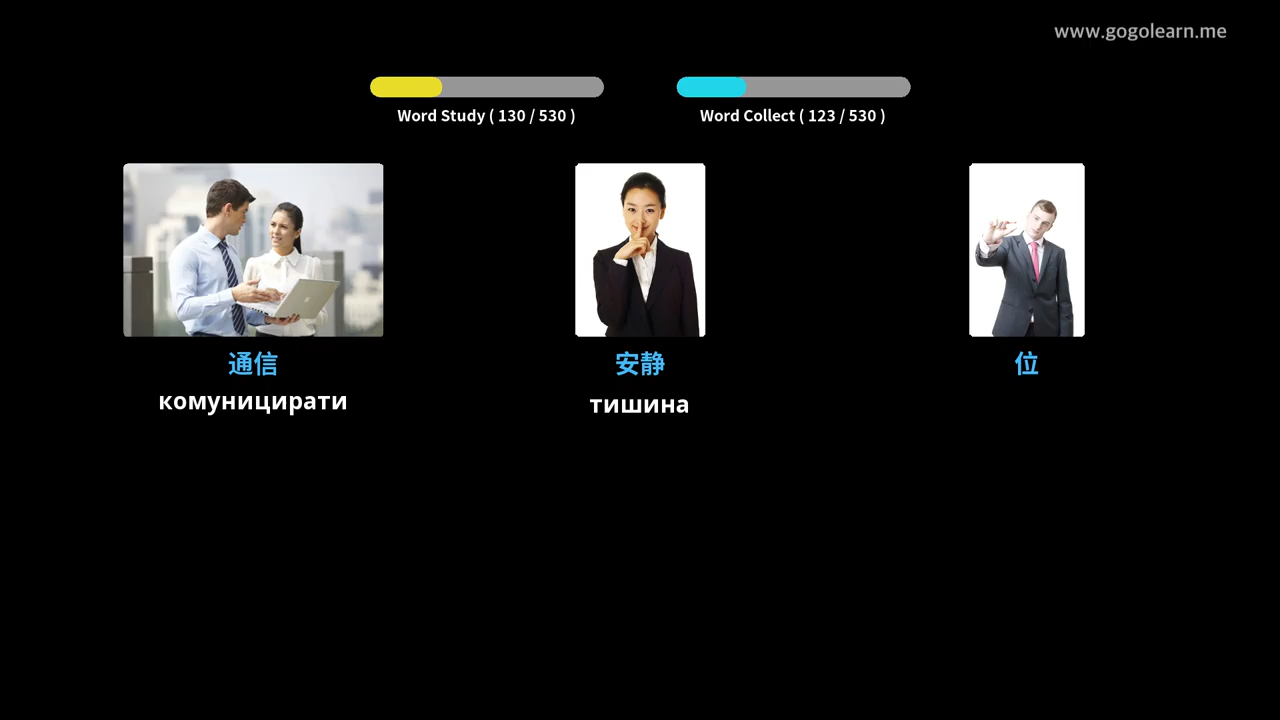 www.gogolearn.me
Word Study ( 130 / 530 )
Word Collect ( 123 / 530 )
通信
安静
位
комуницирати
тишина